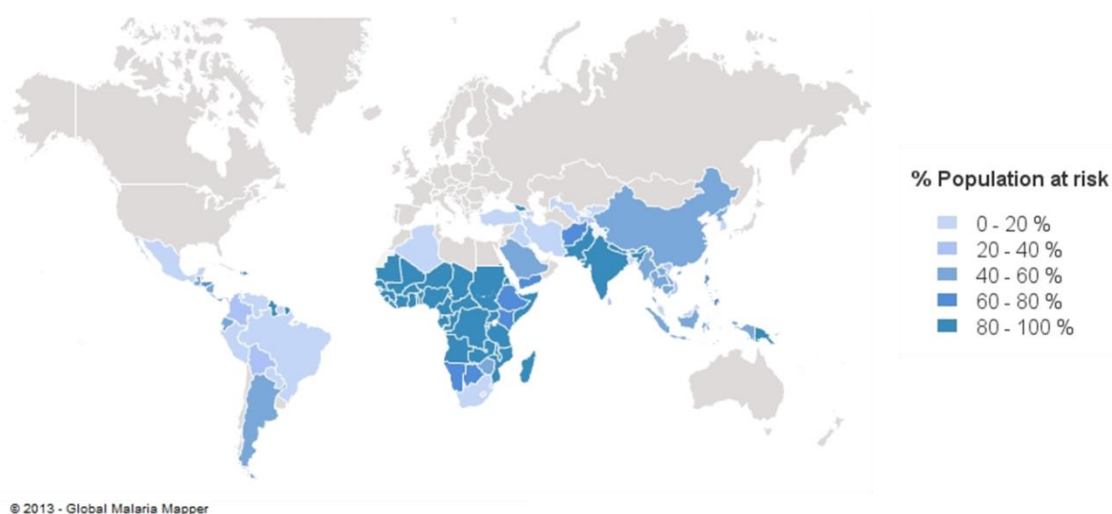 % Population at risk
0 - 20 %
20 - 40 %
40 - 60 %
60 - 80 %
80 - 100 %
© 2013 - Global Malaria Mapper